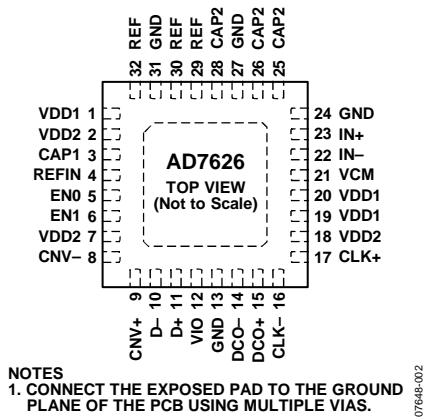 32 REF
31 GND
30 REF
29 REF
28 CAP2
27 GND
26 CAP2
25 CAP2
VDD1 1
VDD2 2
CAP1 3
REFIN 4
EN0 5
EN1 6
VDD2 7
CNV– 8
AD7626
TOP VIEW
(Not to Scale)
24 GND
23 IN+
22 IN–
21 VCM
20 VDD1
19 VDD1
18 VDD2
17 CLK+
CNV+ 9
D– 10
D+ 11
VIO 12
GND 13
DCO– 14
DCO+ 15
CLK– 16
NOTES
1. CONNECT THE EXPOSED PAD TO THE GROUND
PLANE OF THE PCB USING MULTIPLE VIAS.
07648-002